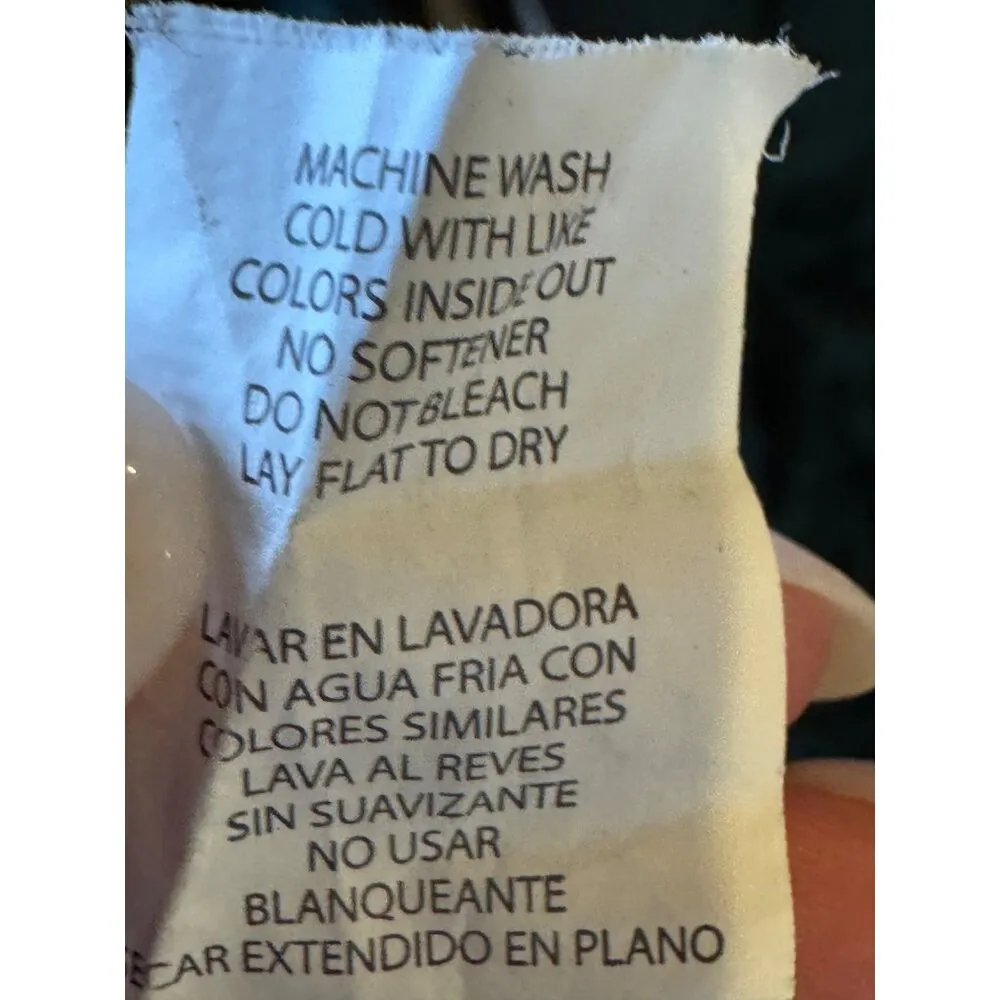 MACHINE WASH
COLD WITH LIKE
COLORS INSIDE OUT
NO SOFTENER
DO NOT BLEACH
LAY FLAT TO DRY
LAVAR EN LAVADORA
CON AGUA FRIA CON
COLORES SIMILARES
LAVA AL REVES
SIN SUAVIZANTE
NO USAR
BLANQUEANTE
SECAR EXTENDIDO EN PLANO